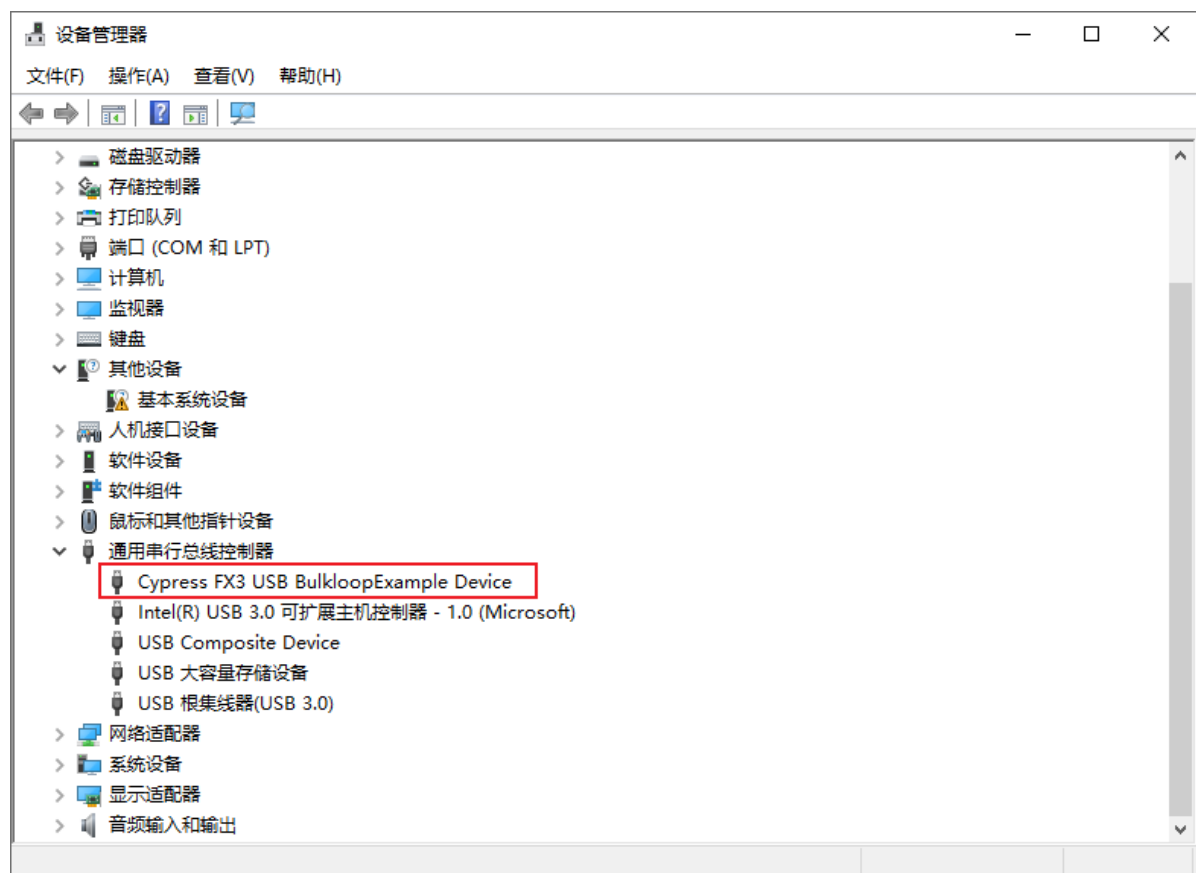 设备管理器
文件(F) 操作(A) 查看(V) 帮助(H)
磁盘驱动器
存储控制器
打印队列
端口 (COM 和 LPT)
计算机
监视器
键盘
其他设备
基本系统设备
人机接口设备
软件设备
软件组件
鼠标和其他指针设备
通用串行总线控制器
Cypress FX3 USB BulkloopExample Device
Intel(R) USB 3.0 可扩展主机控制器 - 1.0 (Microsoft)
USB Composite Device
USB 大容量存储设备
USB 根集线器(USB 3.0)
网络适配器
系统设备
显示适配器
音频输入和输出